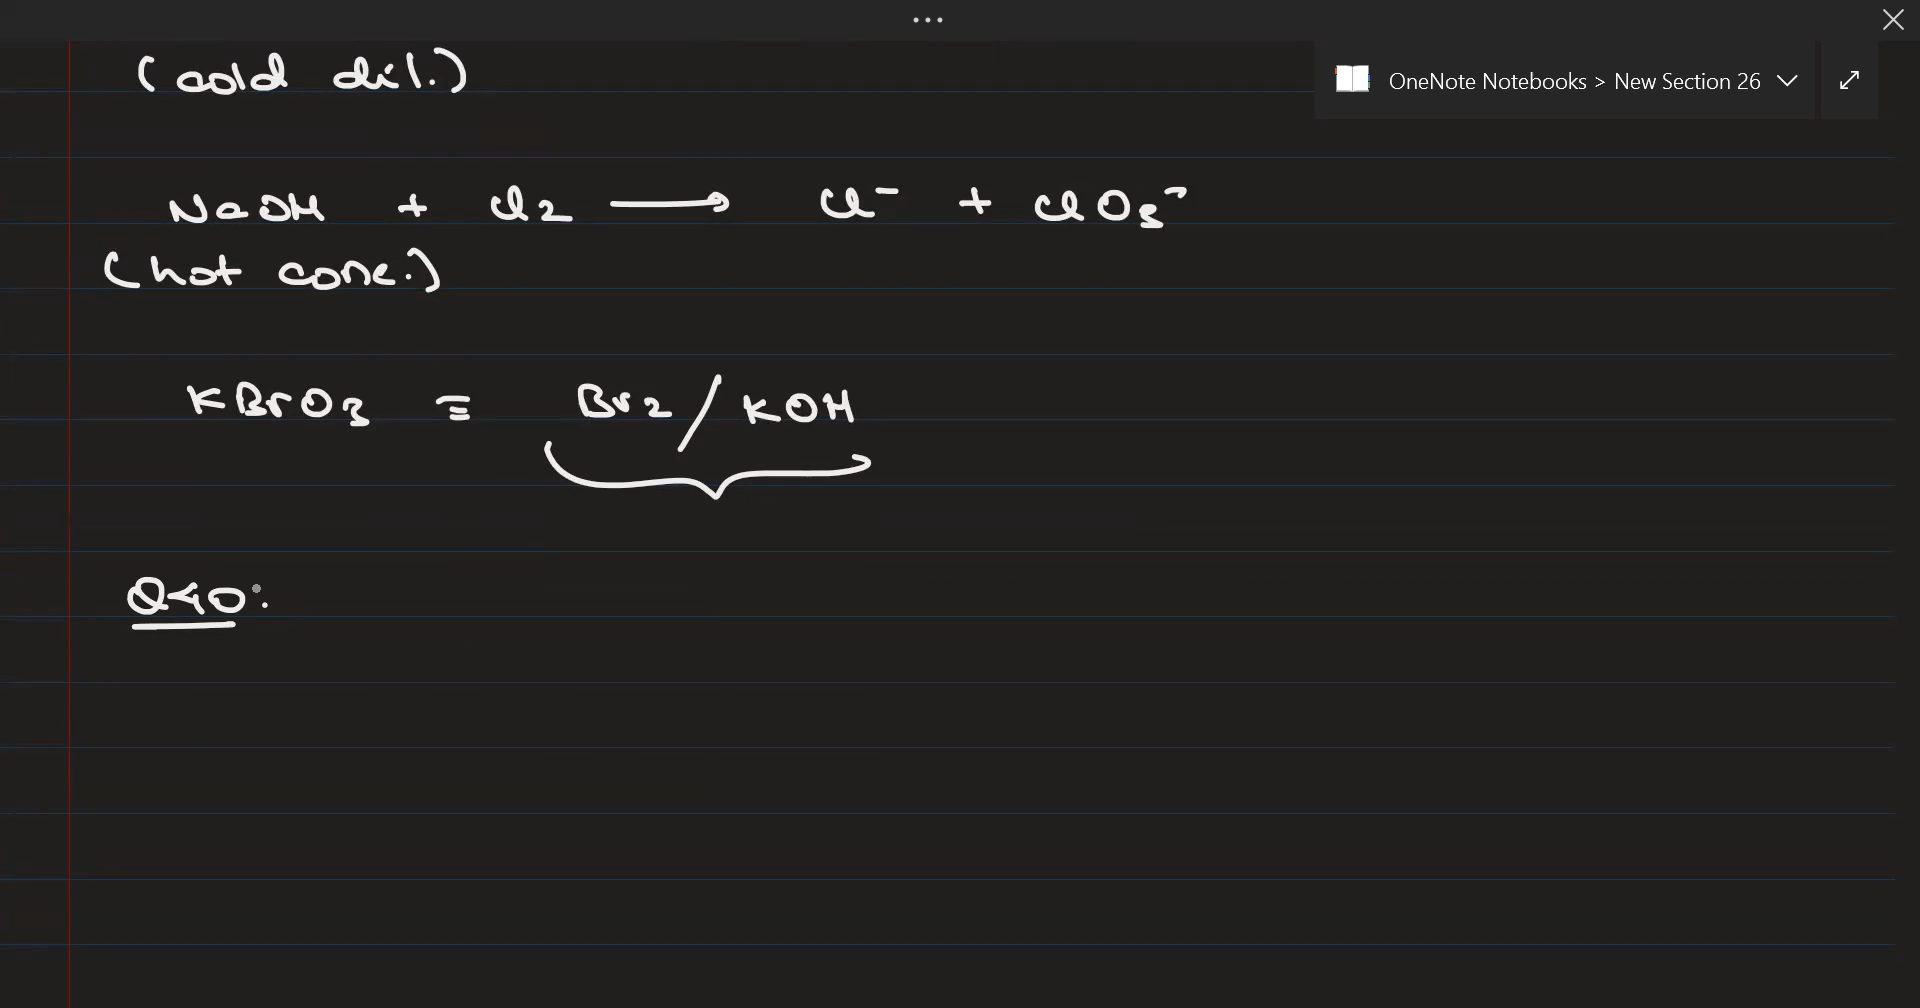 (cold dil.)
OneNote Notebooks > New Section 26
NaOH + Cl2 ⟶ Cl⁻ + ClO3⁻
(hot conc.)
KBrO3 ≡ Br2/KOH
Q40: